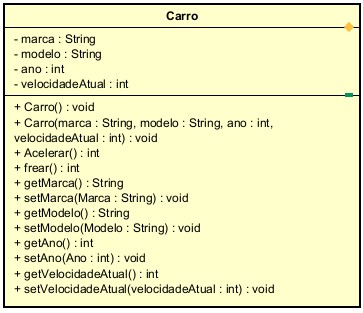 Carro
- marca : String
- modelo : String
- ano : int
- velocidadeAtual : int
+ Carro() : void
+ Carro(marca : String, modelo : String, ano : int,
velocidadeAtual : int) : void
+ Acelerar() : int
+ frear() : int
+ getMarca() : String
+ setMarca(Marca : String) : void
+ getModelo() : String
+ setModelo(Modelo : String) : void
+ getAno() : int
+ setAno(Ano : int) : void
+ getVelocidadeAtual() : int
+ setVelocidadeAtual(velocidadeAtual : int) : void